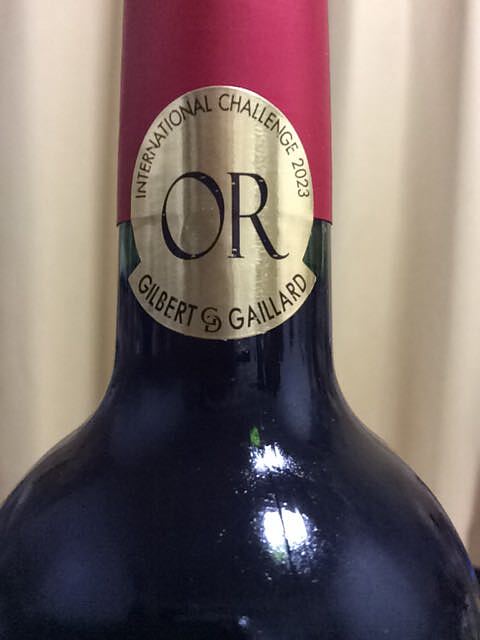 INTERNATIONAL CHALLENGE 2023
OR
GILBERT GG GAILLARD